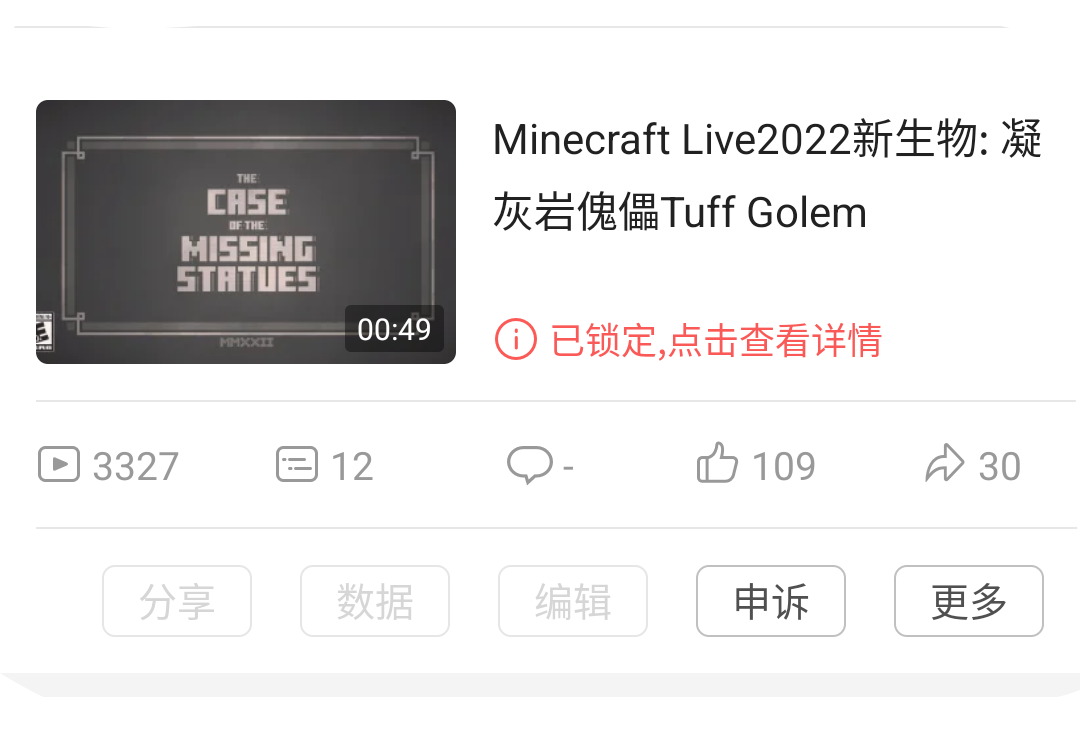 THE
CASE
OF THE
MISSING
STATUES
MMXXII
00:49
Minecraft Live2022新生物: 凝
灰岩傀儡Tuff Golem
已锁定,点击查看详情
3327
12
-
109
30
分享
数据
编辑
申诉
更多